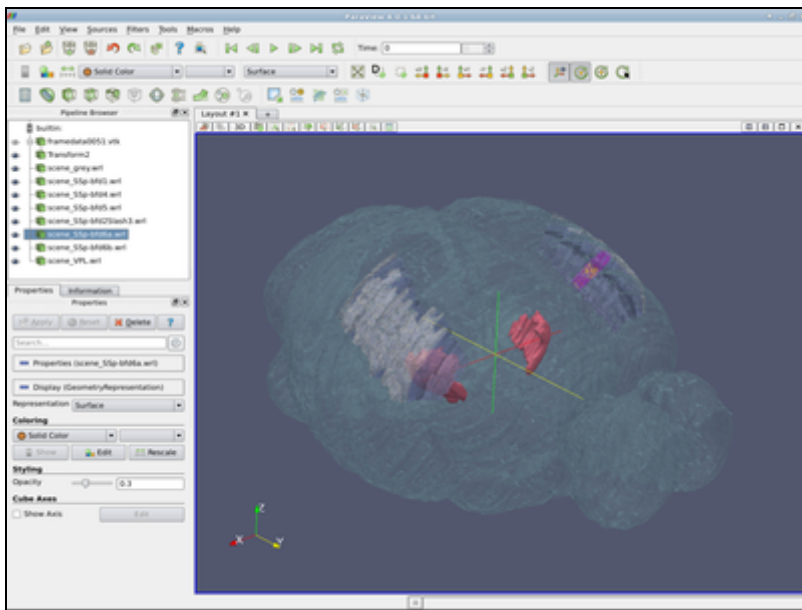 ParaView 4.0.1 64-bit
File Edit View Sources Filters Tools Macros Help
Time: 0
Solid Color Surface
Pipeline Browser
Layout #1
3D
builtin:
framedata0051.vtk
Transform2
scene_grey.wrl
scene_SSp-bfd1.wrl
scene_SSp-bfd4.wrl
scene_SSp-bfd5.wrl
scene_SSp-bfd2Slash3.wrl
scene_SSp-bfd6a.wrl
scene_SSp-bfd6b.wrl
scene_VPL.wrl
Properties Information
Properties
Apply Reset Delete ?
Search...
Properties (scene_SSp-bfd6a.wrl)
Display (GeometryRepresentation)
Representation Surface
Coloring
Solid Color
Show Edit Rescale
Styling
Opacity 0.3
Cube Axes
Show Axis Edit
Z
X
Y